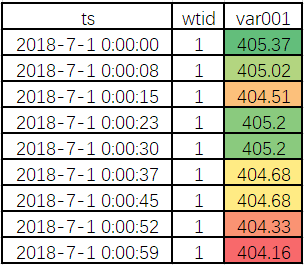 ts wtid var001
2018-7-1 0:00:00 1 405.37
2018-7-1 0:00:08 1 405.02
2018-7-1 0:00:15 1 404.51
2018-7-1 0:00:23 1 405.2
2018-7-1 0:00:30 1 405.2
2018-7-1 0:00:37 1 404.68
2018-7-1 0:00:45 1 404.68
2018-7-1 0:00:52 1 404.33
2018-7-1 0:00:59 1 404.16